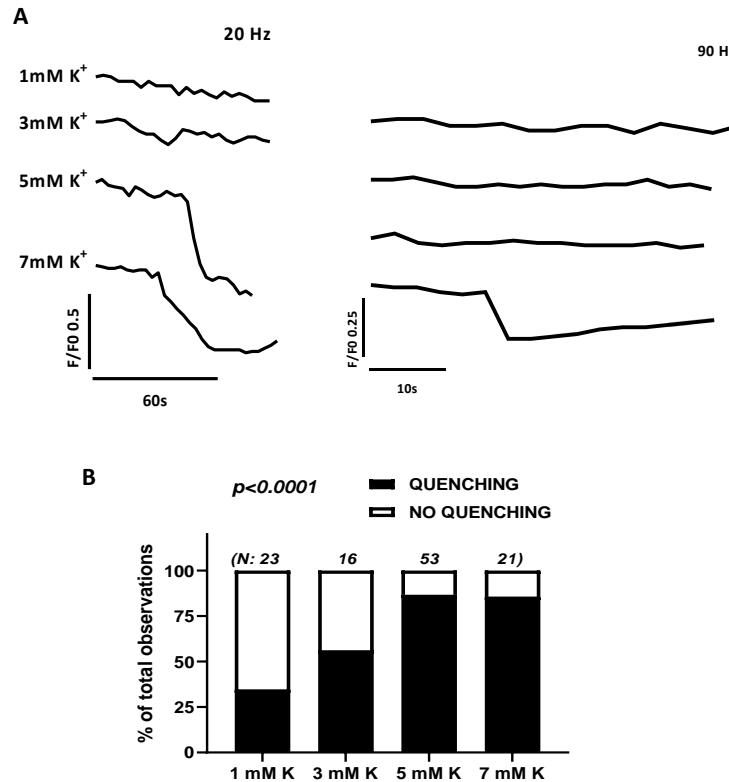 A
20 Hz
90 H
1mM K+
3mM K+
5mM K+
7mM K+
F/F0 0.5
60s
F/F0 0.25
10s
B
p<0.0001
QUENCHING
NO QUENCHING
(N: 23 16 53 21)
% of total observations
100
75
50
25
0
1 mM K 3 mM K 5 mM K 7 mM K